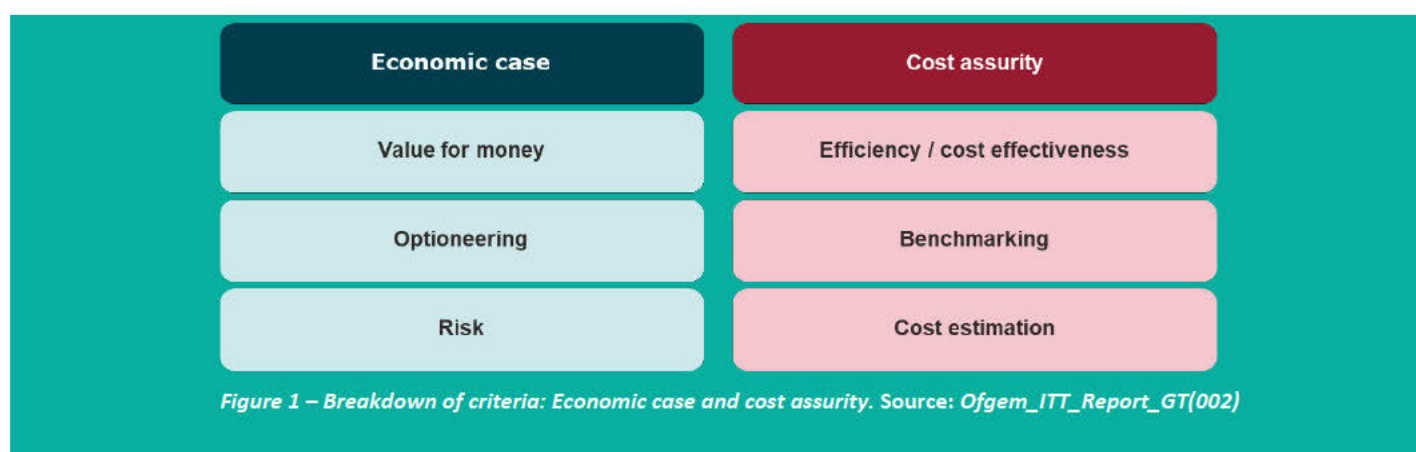 Economic case
Cost assurity
Value for money
Efficiency / cost effectiveness
Optioneering
Benchmarking
Risk
Cost estimation
Figure 1 – Breakdown of criteria: Economic case and cost assurity. Source: Ofgem_ITT_Report_GT(002)